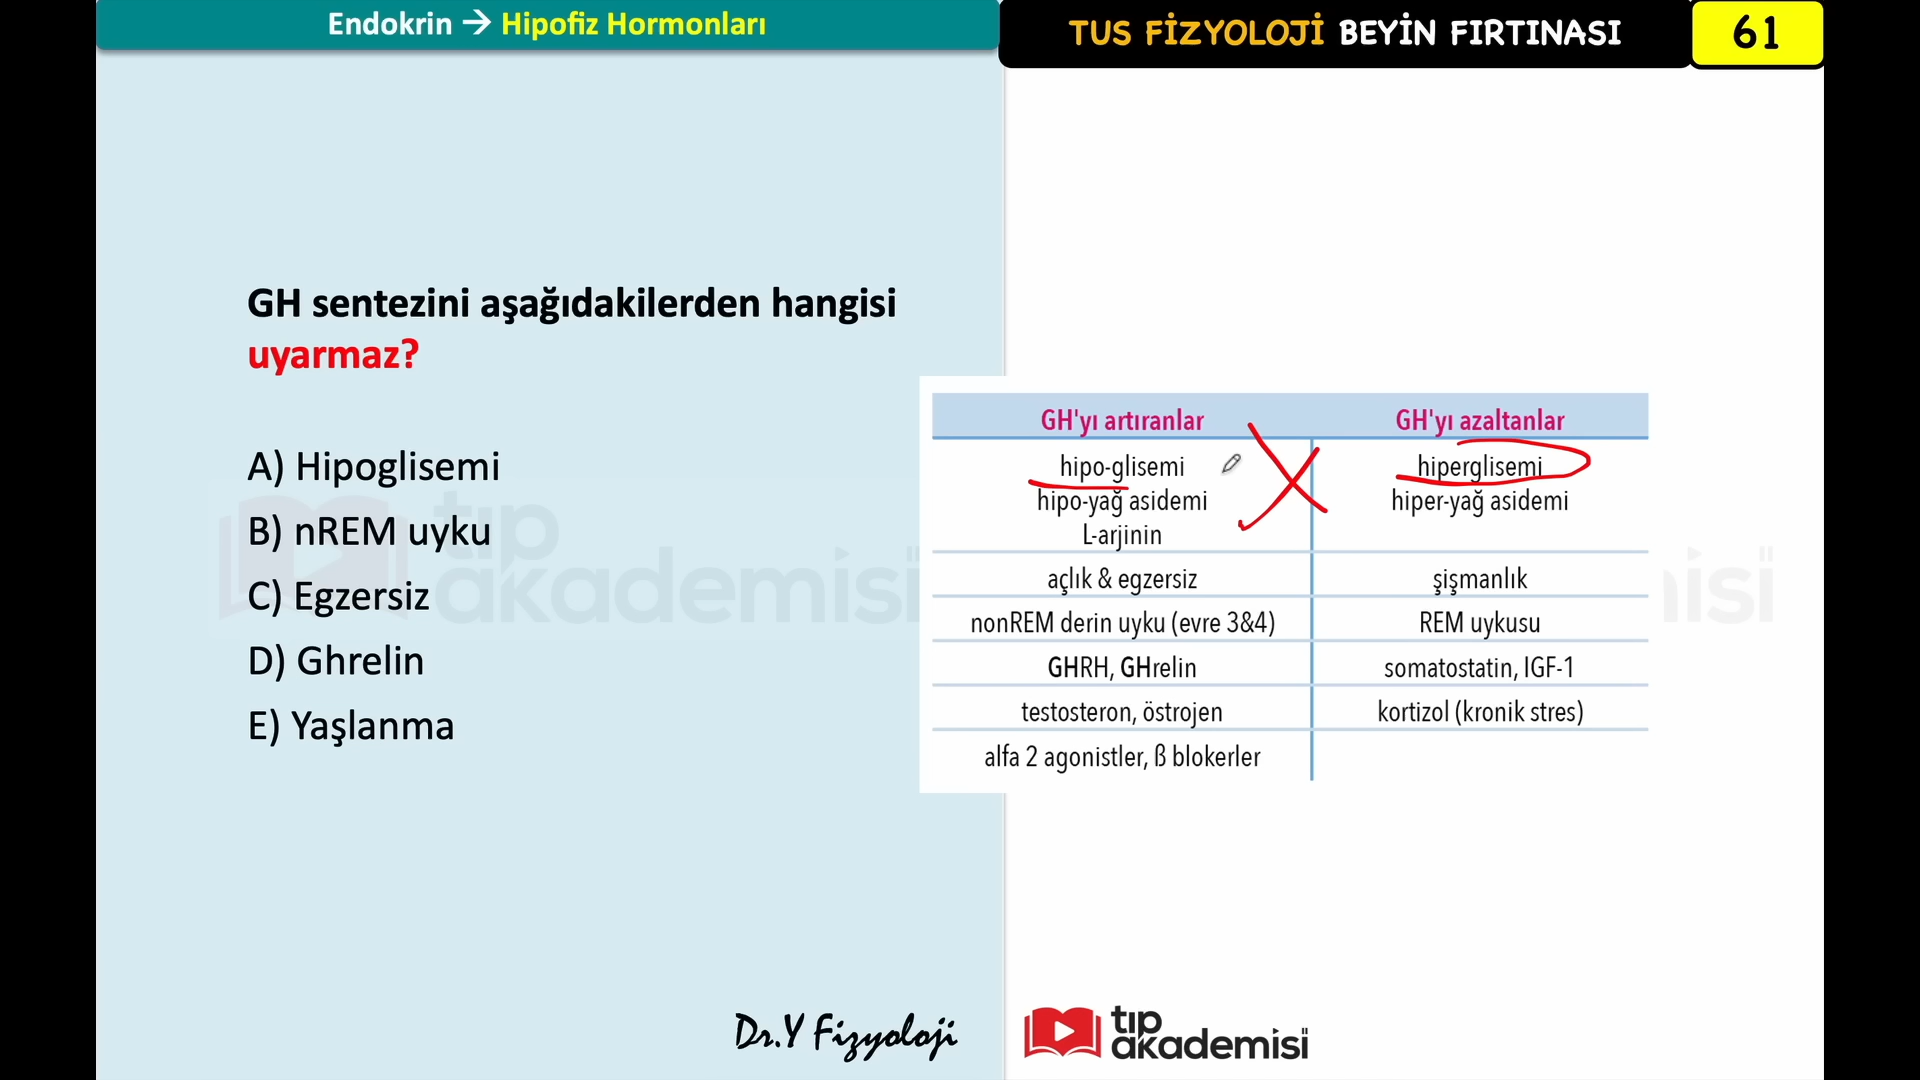 Endokrin → Hipofiz Hormonları
TUS FİZYOLOJİ BEYİN FIRTINASI
61
GH sentezini aşağıdakilerden hangisi
uyarmaz?
A) Hipoglisemi
B) nREM uyku
C) Egzersiz
D) Ghrelin
E) Yaşlanma
GH'yı artıranlar GH'yı azaltanlar
hipo-glisemi hiperglisemi
hipo-yağ asidemi hiper-yağ asidemi
L-arjinin
açlık & egzersiz şişmanlık
nonREM derin uyku (evre 3&4) REM uykusu
GHRH, GHrelin somatostatin, IGF-1
testosteron, östrojen kortizol (kronik stres)
alfa 2 agonistler, ß blokerler
tıp
akademisi
Dr.Y Fizyoloji
tıp
akademisi